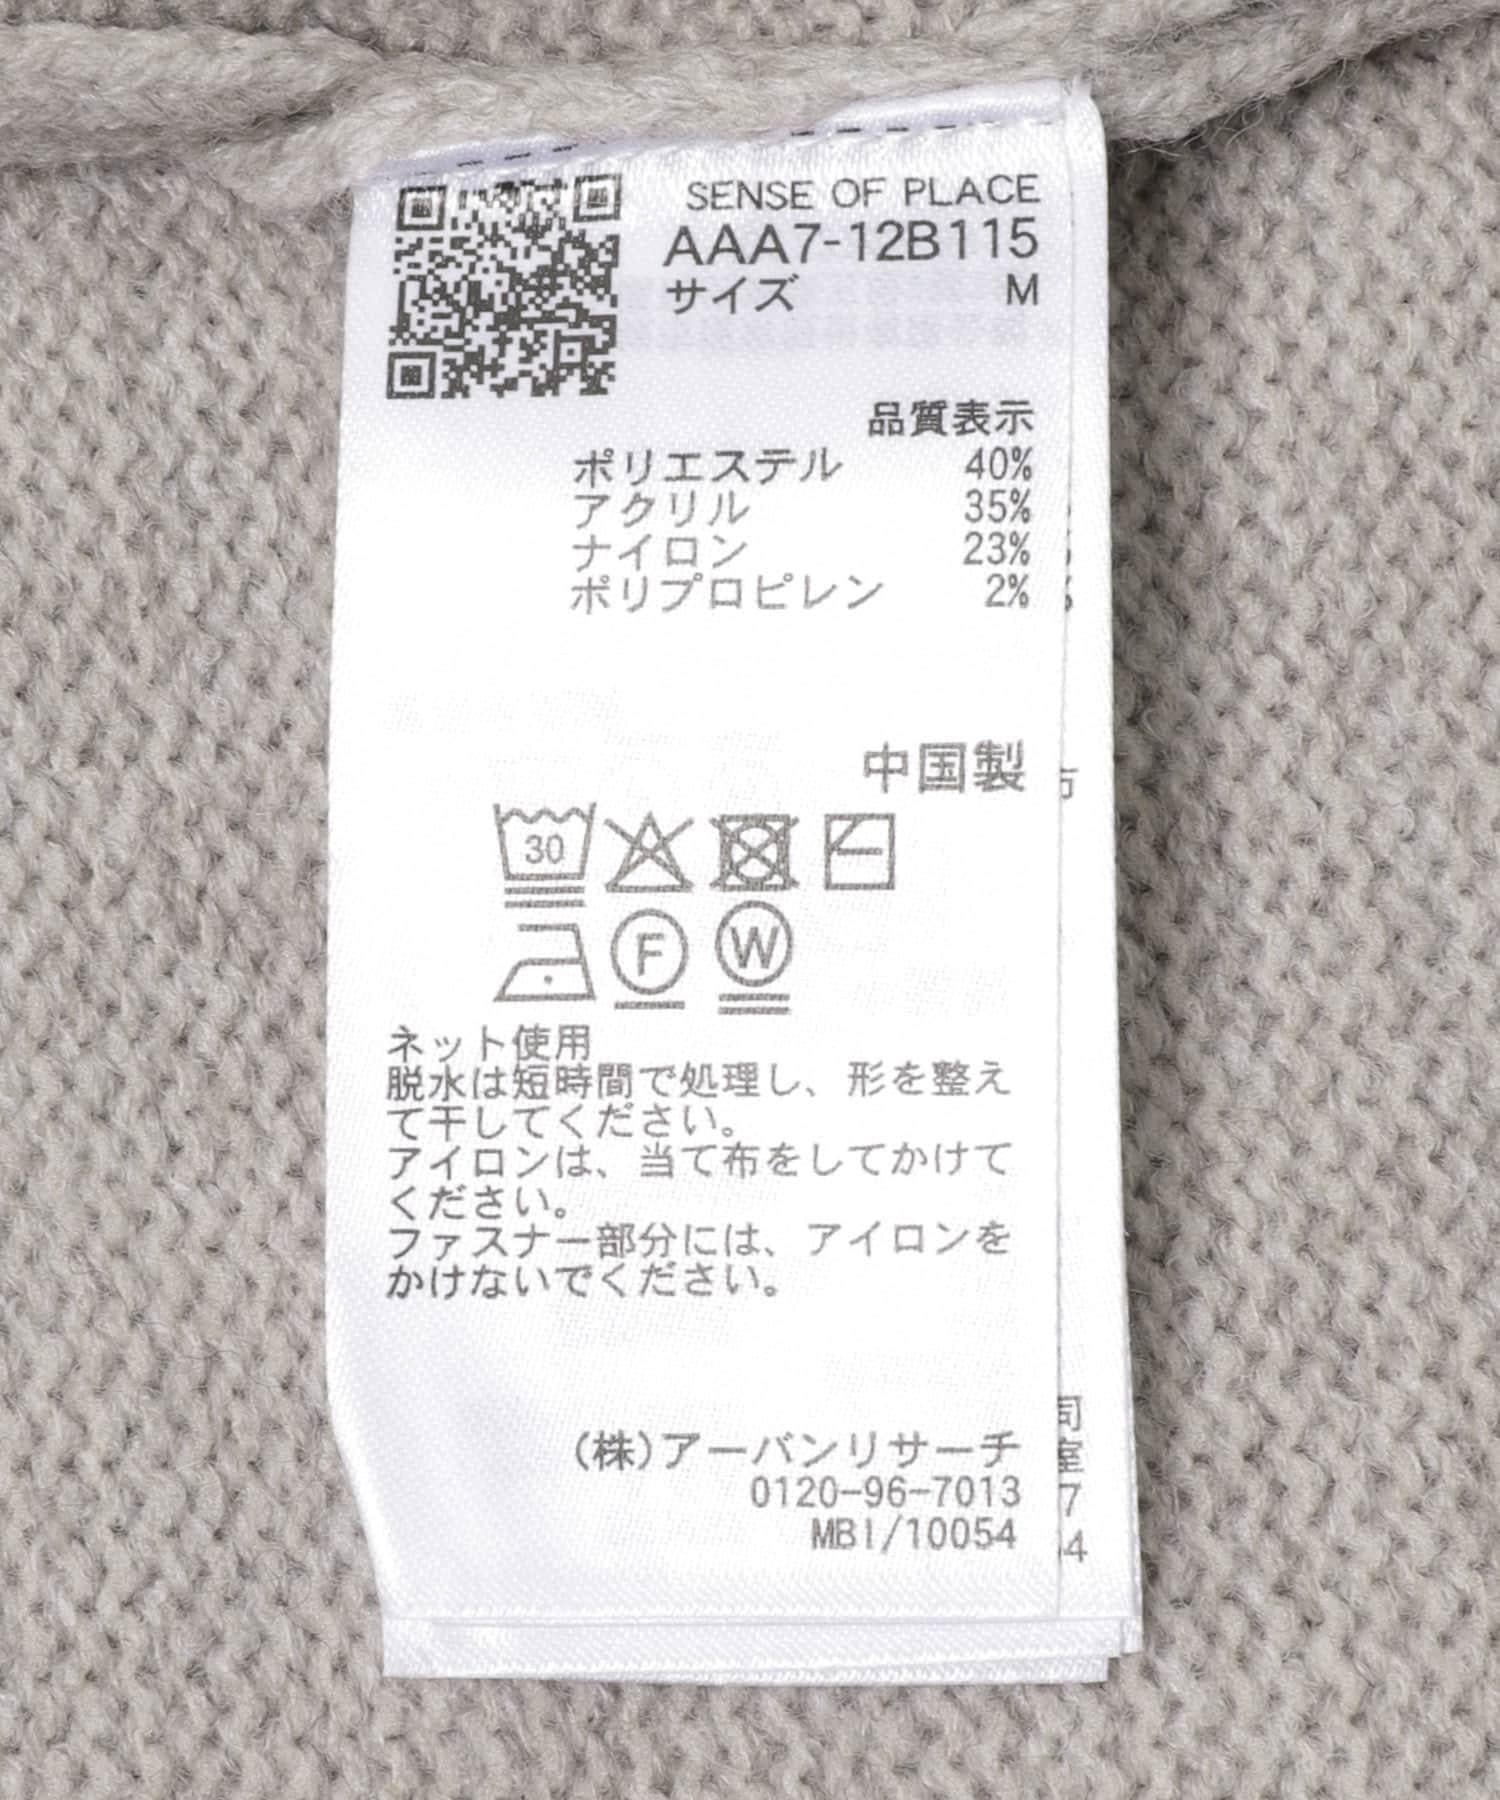 SENSE OF PLACE
AAA7-12B115
サイズ M
品質表示
ポリエステル 40%
アクリル 35%
ナイロン 23%
ポリプロピレン 2%
中国製
30
F W
ネット使用
脱水は短時間で処理し、形を整え
て干してください。
アイロンは、当て布をしてかけて
ください。
ファスナー部分には、アイロンを
かけないでください。
(株)アーバンリサーチ
0120-96-7013
MBI/10054
司
室
7
4